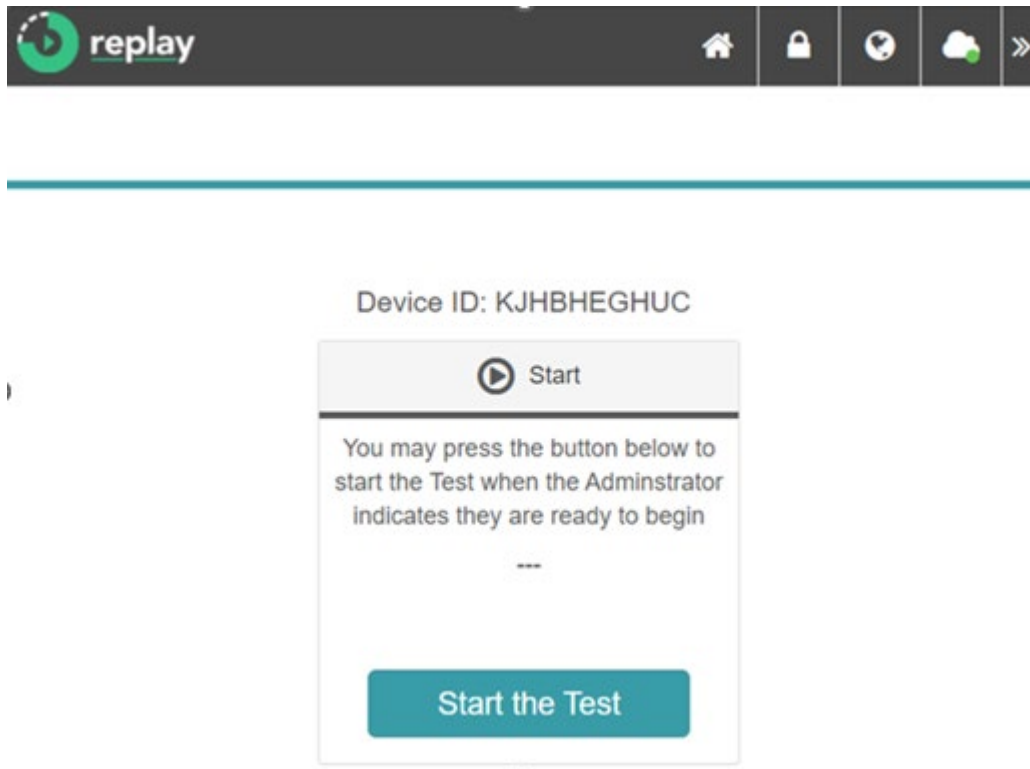 replay
Device ID: KJHBHEGHUC
Start
You may press the button below to
start the Test when the Adminstrator
indicates they are ready to begin
---
Start the Test